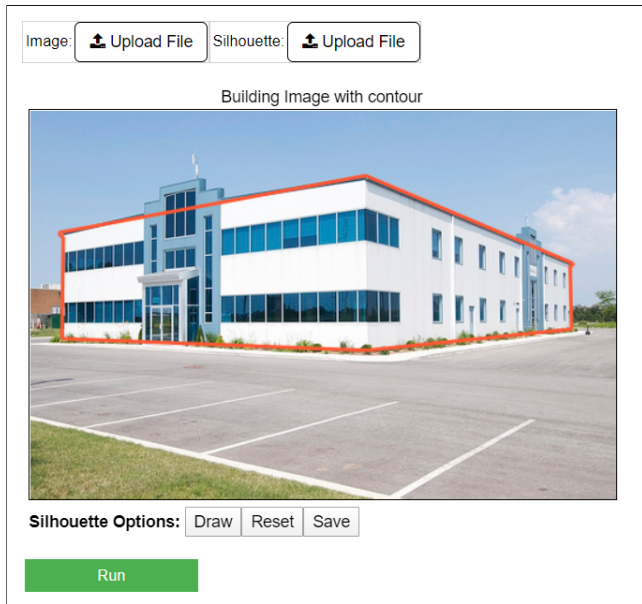 Image: Upload File Silhouette: Upload File
Building Image with contour
Silhouette Options: Draw Reset Save
Run